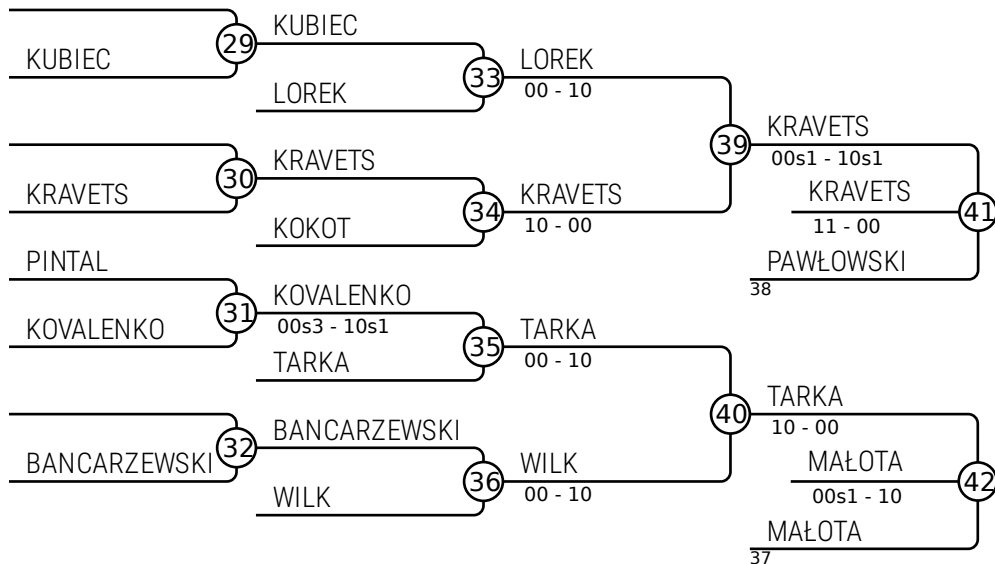 KUBIEC
29
KUBIEC
LOREK
33
LOREK
00 - 10
KRAVETS
30
KRAVETS
KOKOT
34
KRAVETS
10 - 00
39
KRAVETS
00s1 - 10s1
KRAVETS
11 - 00
41
PAWŁOWSKI
38
PINTAL
KOVALENKO
31
KOVALENKO
00s3 - 10s1
TARKA
35
TARKA
00 - 10
BANCARZEWSKI
32
BANCARZEWSKI
WILK
36
WILK
00 - 10
40
TARKA
10 - 00
MAŁOTA
00s1 - 10
42
MAŁOTA
37